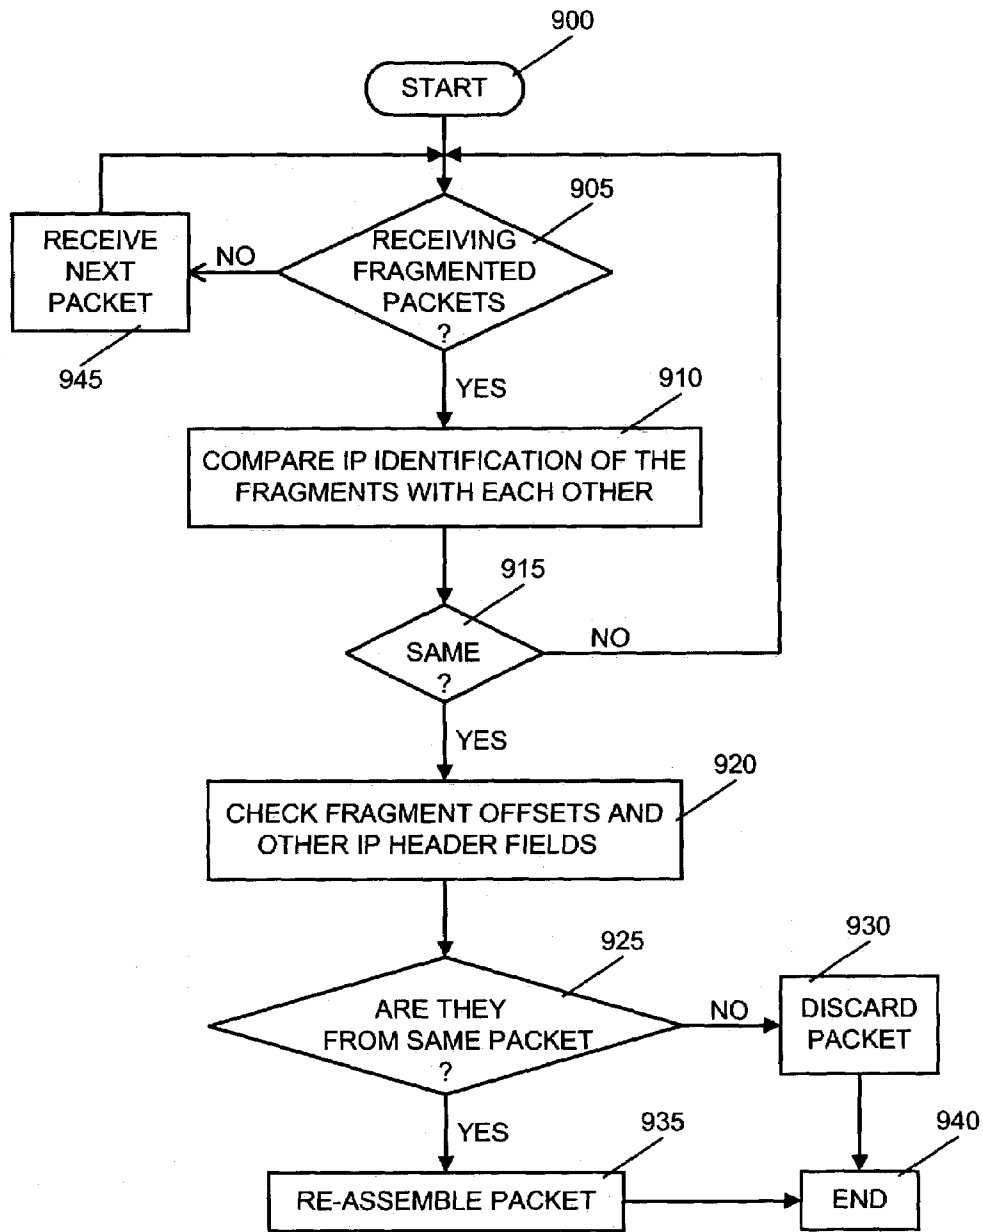 900
START
905
RECEIVING
FRAGMENTED
PACKETS
?
NO
RECEIVE
NEXT
PACKET
945
YES
910
COMPARE IP IDENTIFICATION OF THE
FRAGMENTS WITH EACH OTHER
915
SAME
?
NO
YES
920
CHECK FRAGMENT OFFSETS AND
OTHER IP HEADER FIELDS
925
ARE THEY
FROM SAME PACKET
?
NO
930
DISCARD
PACKET
YES
935
RE-ASSEMBLE PACKET
940
END